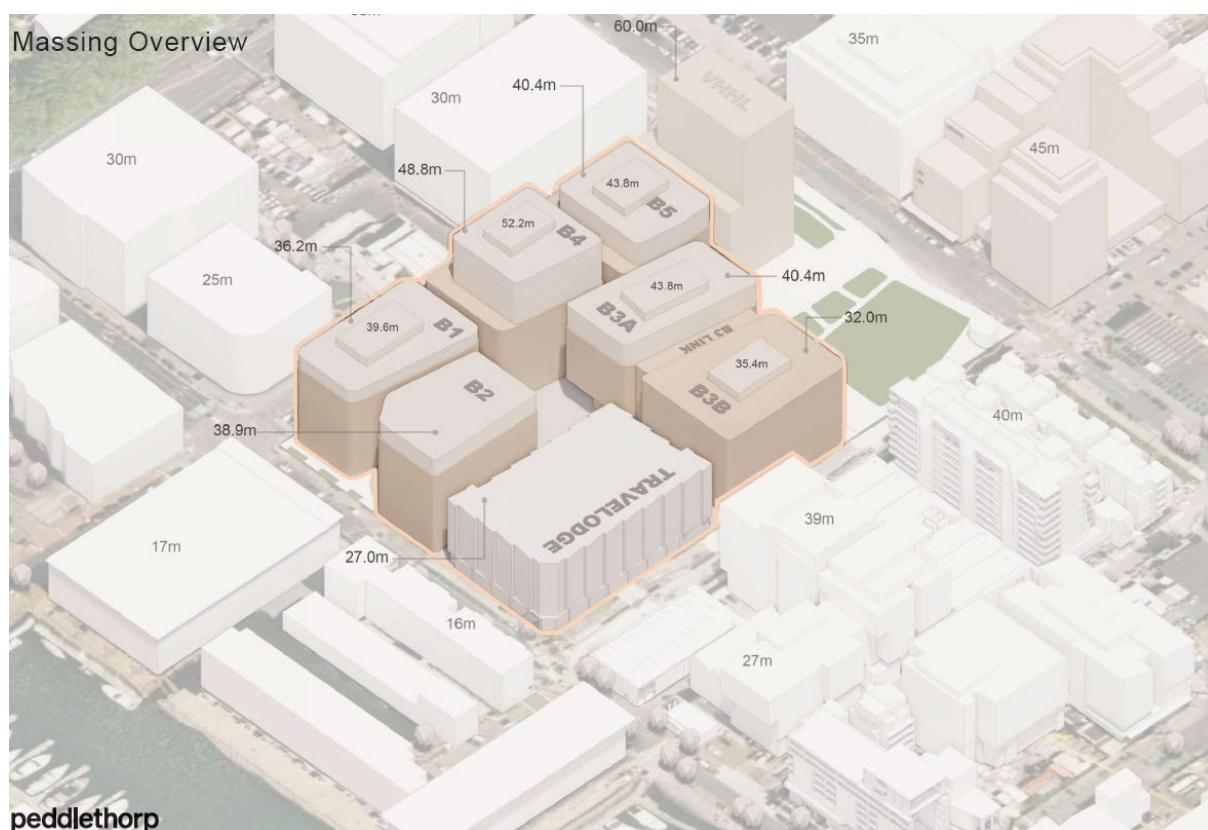 Massing Overview
60.0m
35m
40.4m
30m
VHHL
30m
45m
48.8m
43.8m
B5
52.2m
B4
36.2m
25m
43.8m
40.4m
B3A
39.6m
B1
B3 LINK
32.0m
35.4m
B2
B3B
40m
38.9m
TRAVELODGE
17m
39m
27.0m
16m
27m
peddlethorp